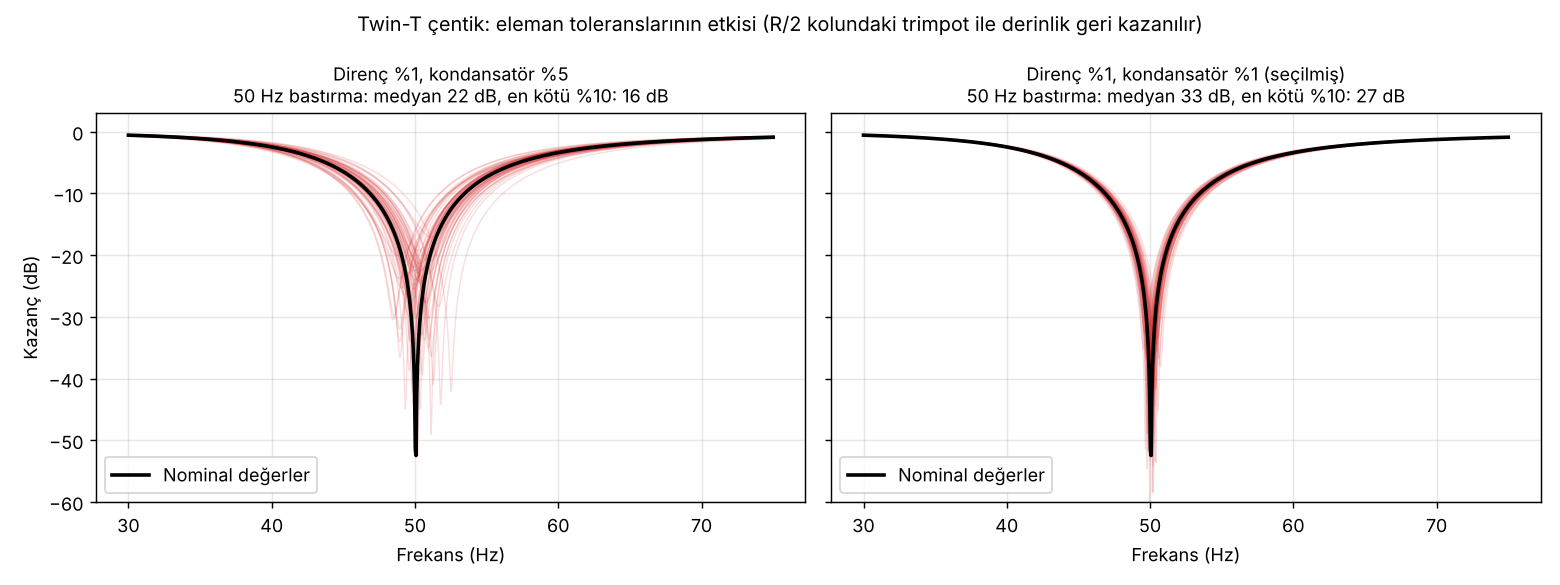 Twin-T çentik: eleman toleranslarının etkisi (R/2 kolundaki trimpot ile derinlik geri kazanılır)
Direnç %1, kondansatör %5
50 Hz bastırma: medyan 22 dB, en kötü %10: 16 dB
Kazanç (dB)
0
−10
−20
−30
−40
−50
−60
Nominal değerler
30 40 50 60 70
Frekans (Hz)
Direnç %1, kondansatör %1 (seçilmiş)
50 Hz bastırma: medyan 33 dB, en kötü %10: 27 dB
Nominal değerler
30 40 50 60 70
Frekans (Hz)